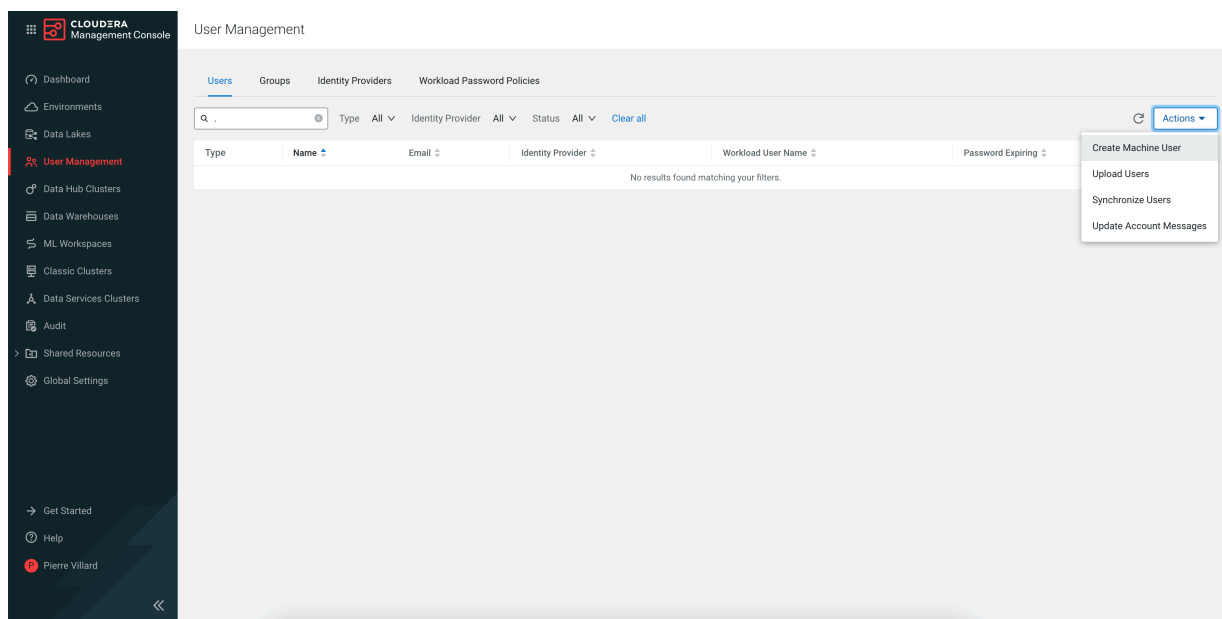 CLOUDERA
Management Console
Dashboard
Environments
Data Lakes
User Management
Data Hub Clusters
Data Warehouses
ML Workspaces
Classic Clusters
Data Services Clusters
Audit
Shared Resources
Global Settings
Get Started
Help
P Pierre Villard
User Management
Users Groups Identity Providers Workload Password Policies
. Type All Identity Provider All Status All Clear all Actions
Type Name Email Identity Provider Workload User Name Password Expiring
No results found matching your filters.
Create Machine User
Upload Users
Synchronize Users
Update Account Messages